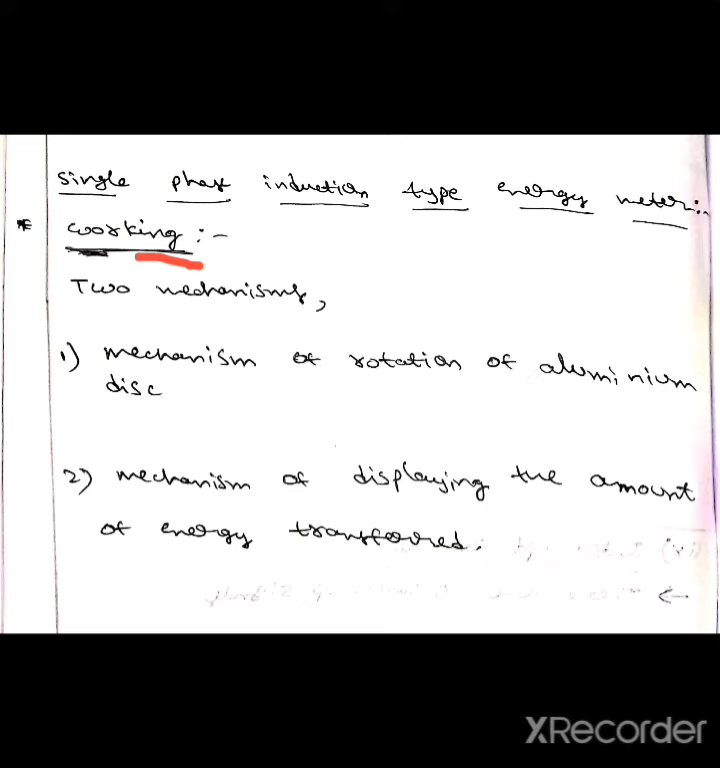 Single phase induction type energy meter:-
* working :-
Two mechanisms,
1) mechanism of rotation of aluminium
disc
2) mechanism of displaying the amount
of energy transferred.
XRecorder